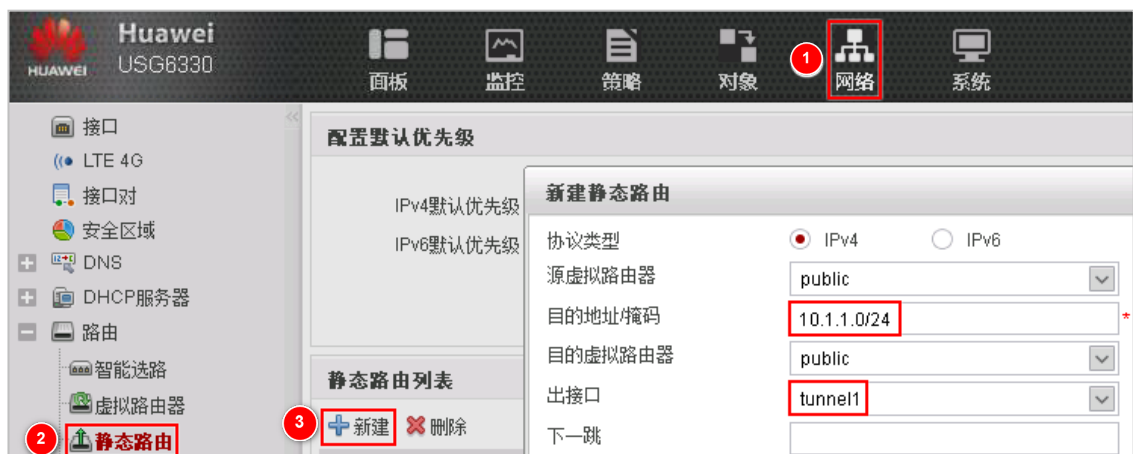 Huawei
USG6330
HUAWEI
面板
监控
策略
对象
1
网络
系统
接口
LTE 4G
接口对
安全区域
DNS
DHCP服务器
路由
智能选路
虚拟路由器
2
静态路由
配置默认优先级
IPv4默认优先级
IPv6默认优先级
静态路由列表
3
新建
删除
新建静态路由
协议类型
IPv4
IPv6
源虚拟路由器
public
目的地址/掩码
10.1.1.0/24
*
目的虚拟路由器
public
出接口
tunnel1
下一跳